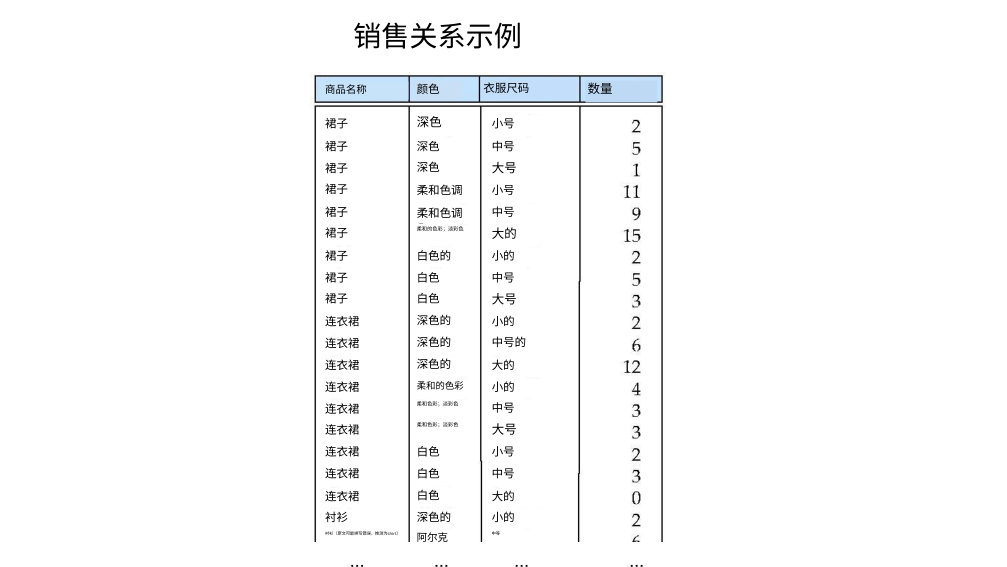 销售关系示例
商品名称 颜色 衣服尺码 数量
裙子 深色 小号 2
裙子 深色 中号 5
裙子 深色 大号 1
裙子 柔和色调 小号 11
裙子 柔和色调 中号 9
裙子 柔和的色彩；淡彩色 大的 15
裙子 白色的 小的 2
裙子 白色 中号 5
裙子 白色 大号 3
连衣裙 深色的 小的 2
连衣裙 深色的 中号的 6
连衣裙 深色的 大的 12
连衣裙 柔和的色彩 小的 4
连衣裙 柔和色彩；淡彩色 中号 3
连衣裙 柔和色彩；淡彩色 大号 3
连衣裙 白色 小号 2
连衣裙 白色 中号 3
连衣裙 白色 大的 0
衬衫 深色的 小的 2
衬衫 阿尔克 中等 6
... ... ... ...